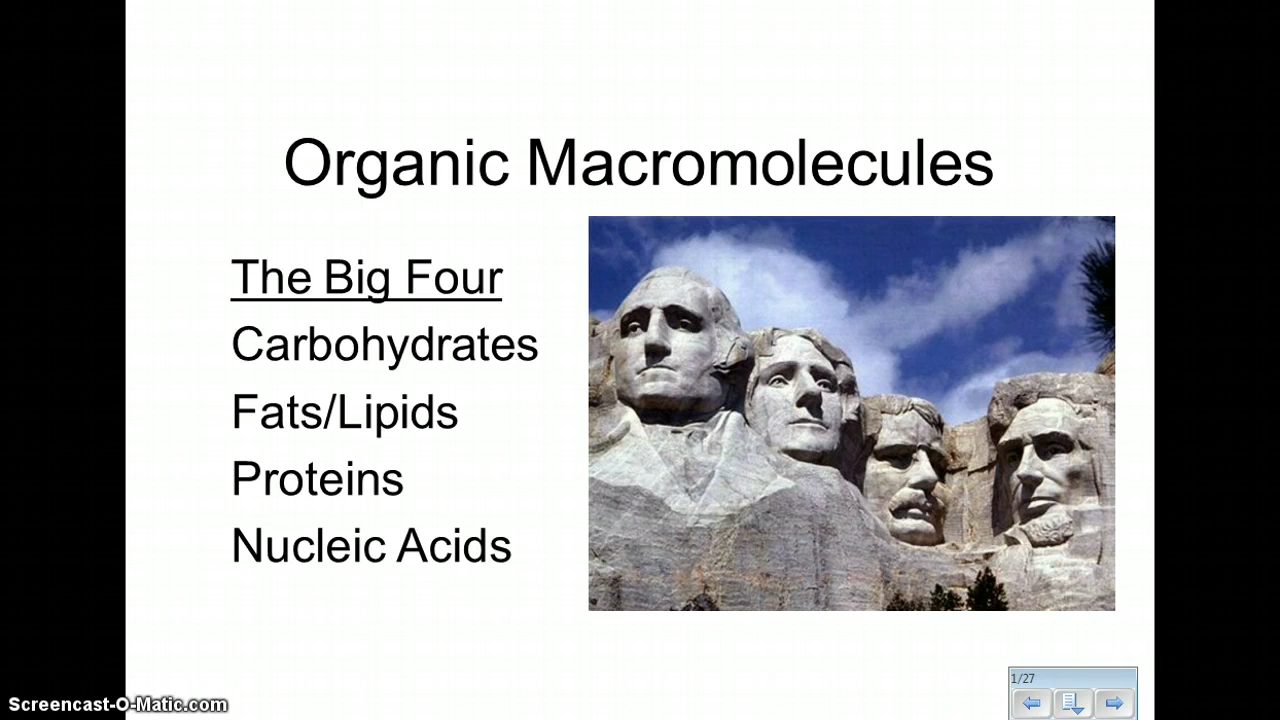 Organic Macromolecules
The Big Four
Carbohydrates
Fats/Lipids
Proteins
Nucleic Acids
1/27
Screencast-O-Matic.com